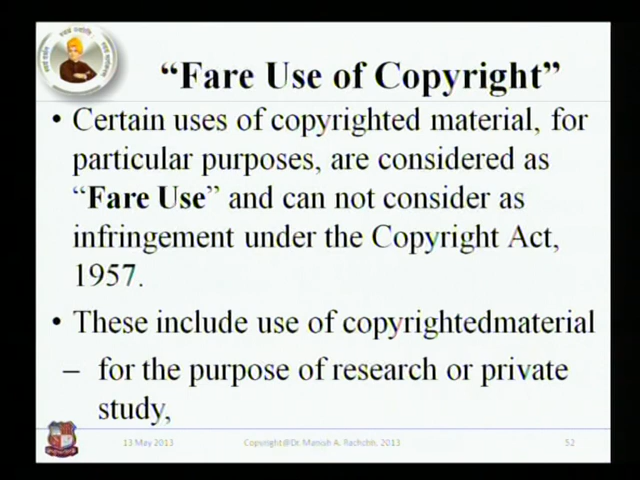 “Fare Use of Copyright”
• Certain uses of copyrighted material, for
particular purposes, are considered as
“Fare Use” and can not consider as
infringement under the Copyright Act,
1957.
• These include use of copyrightedmaterial
– for the purpose of research or private
study,
13 May 2013 Copyright@Dr. Manish A. Rachchh, 2013 52